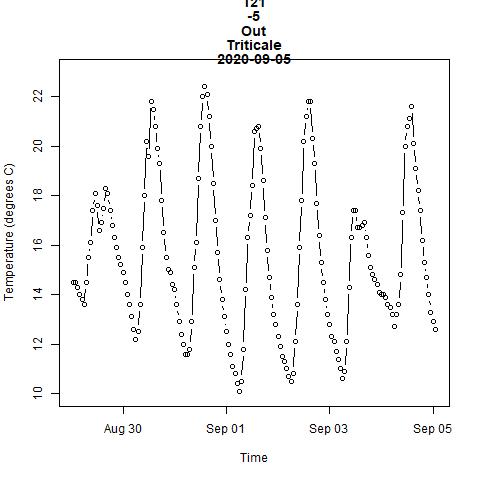 121
-5
Out
Triticale
2020-09-05
Temperature (degrees C)
22
20
18
16
14
12
10
Aug 30
Sep 01
Sep 03
Sep 05
Time